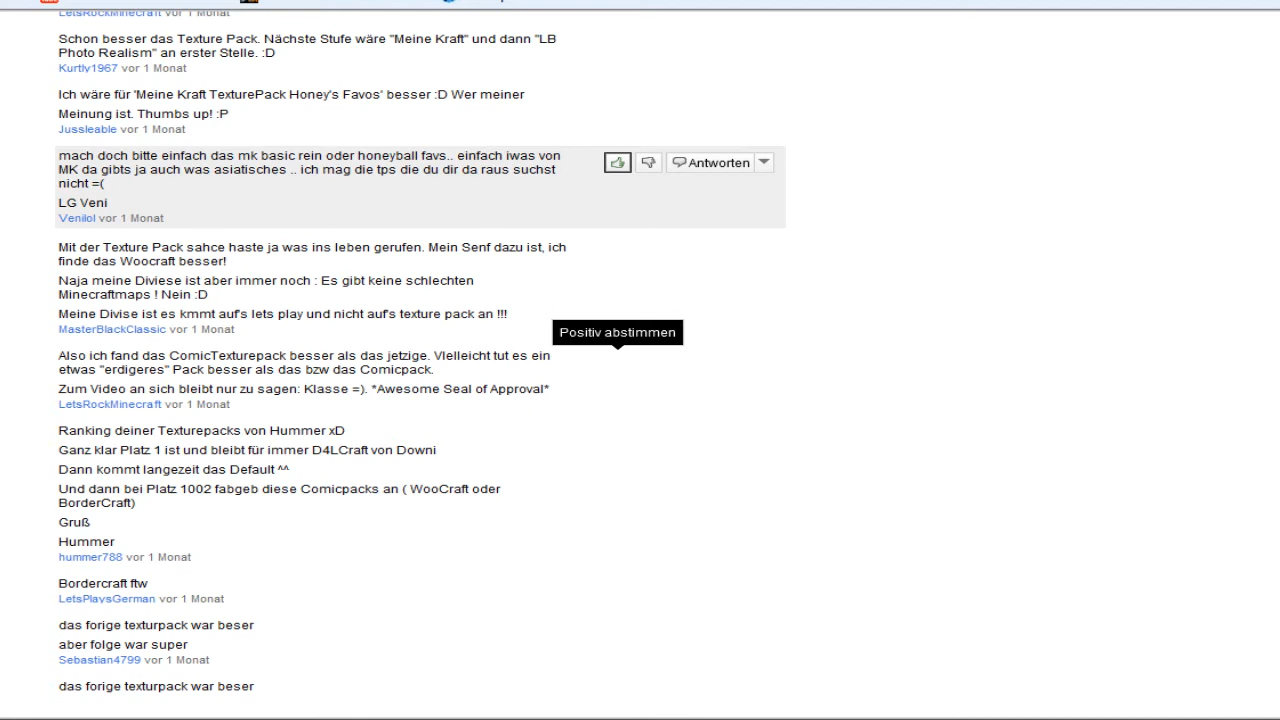 LetsRockMinecraft vor 1 Monat
Schon besser das Texture Pack. Nächste Stufe wäre "Meine Kraft" und dann "LB
Photo Realism" an erster Stelle. :D
Kurtly1967 vor 1 Monat
Ich wäre für 'Meine Kraft TexturePack Honey's Favos' besser :D Wer meiner
Meinung ist. Thumbs up! :P
Jussleable vor 1 Monat
mach doch bitte einfach das mk basic rein oder honeyball favs.. einfach iwas von
MK da gibts ja auch was asiatisches .. ich mag die tps die du dir da raus suchst
nicht =(
Antworten
LG Veni
Venilol vor 1 Monat
Mit der Texture Pack sahce haste ja was ins leben gerufen. Mein Senf dazu ist, ich
finde das Woocraft besser!
Naja meine Diviese ist aber immer noch : Es gibt keine schlechten
Minecraftmaps ! Nein :D
Meine Divise ist es kmmt auf's lets play und nicht auf's texture pack an !!!
MasterBlackClassic vor 1 Monat
Positiv abstimmen
Also ich fand das ComicTexturepack besser als das jetzige. VIelleicht tut es ein
etwas "erdigeres" Pack besser als das bzw das Comicpack.
Zum Video an sich bleibt nur zu sagen: Klasse =). *Awesome Seal of Approval*
LetsRockMinecraft vor 1 Monat
Ranking deiner Texturepacks von Hummer xD
Ganz klar Platz 1 ist und bleibt für immer D4LCraft von Downi
Dann kommt langezeit das Default ^^
Und dann bei Platz 1002 fabgeb diese Comicpacks an ( WooCraft oder
BorderCraft)
Gruß
Hummer
hummer788 vor 1 Monat
Bordercraft ftw
LetsPlaysGerman vor 1 Monat
das forige texturpack war beser
aber folge war super
Sebastian4799 vor 1 Monat
das forige texturpack war beser